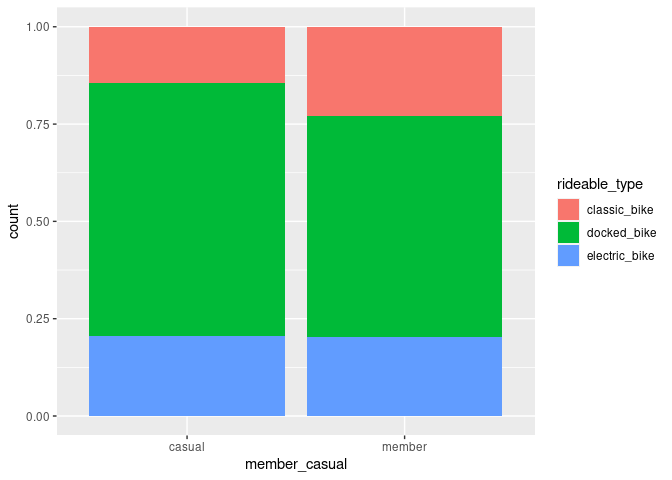 1.00
0.75
0.50
0.25
0.00
count
casual
member
member_casual
rideable_type
classic_bike
docked_bike
electric_bike